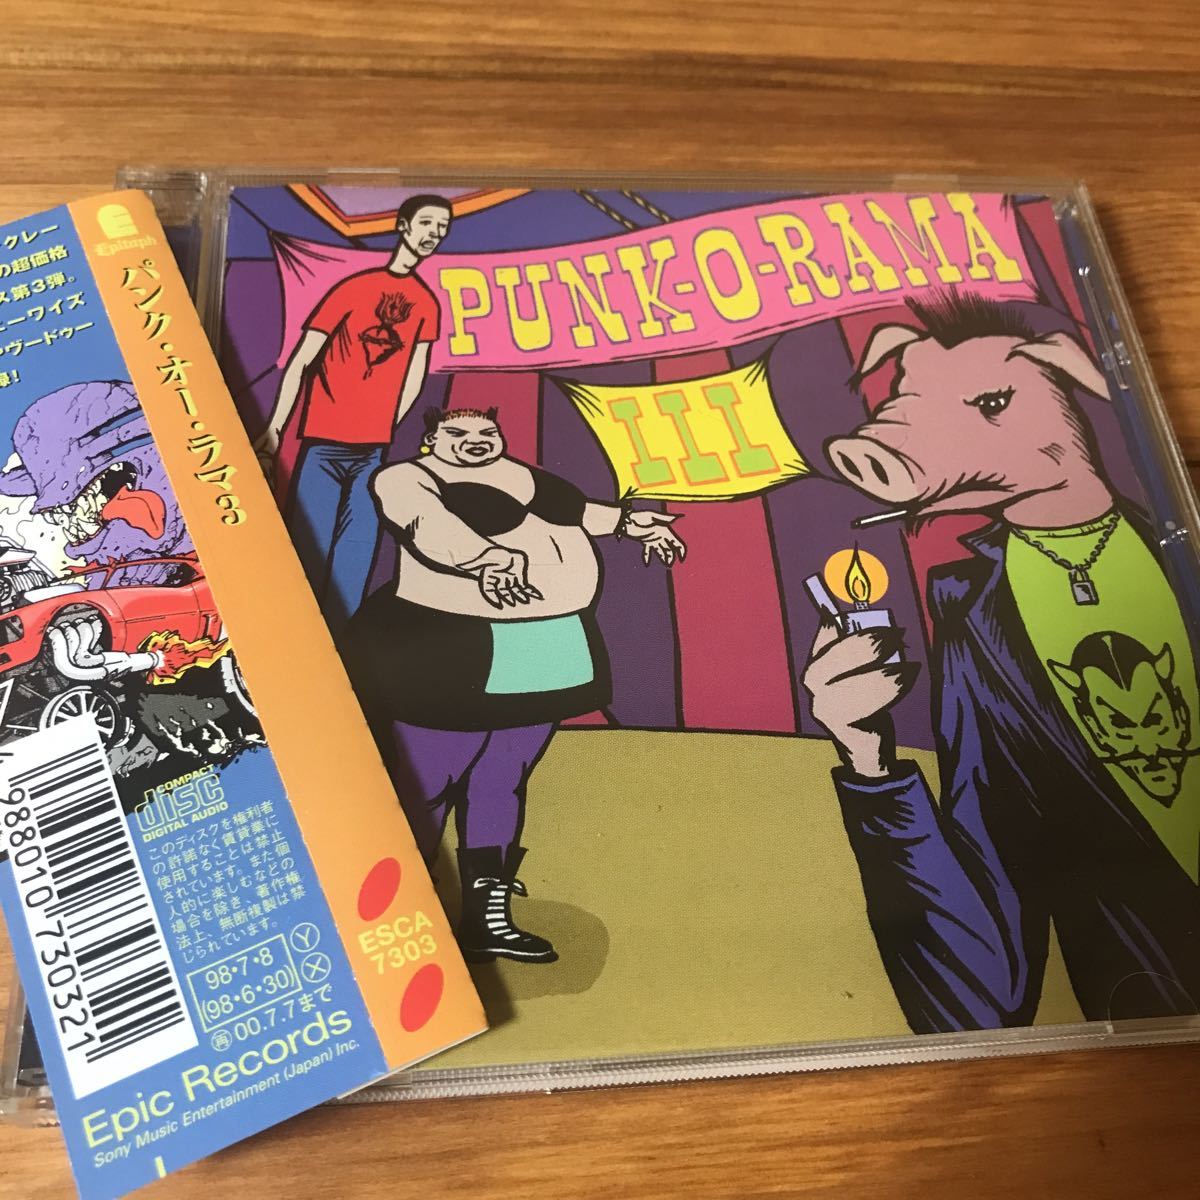 PUNK-O-RAMA
III
Epitaph
パンク・オー・ラマ3
ESCA
7303
クレー
の超価格
ス第3弾。
ニーワイズ
・ヴードゥー
!
COMPACT
disc
DIGITAL AUDIO
このディスクを権利者
の許諾なく賃貸業に
使用することは禁止
されています。また個
人的に楽しむなどの
場合を除き、著作権
法上、無断複製は禁
じられています。
98・7・8
(98・6・30)
Y
X
再 00.7.7まで
988010 730321
Epic Records
Sony Music Entertainment (Japan) Inc.